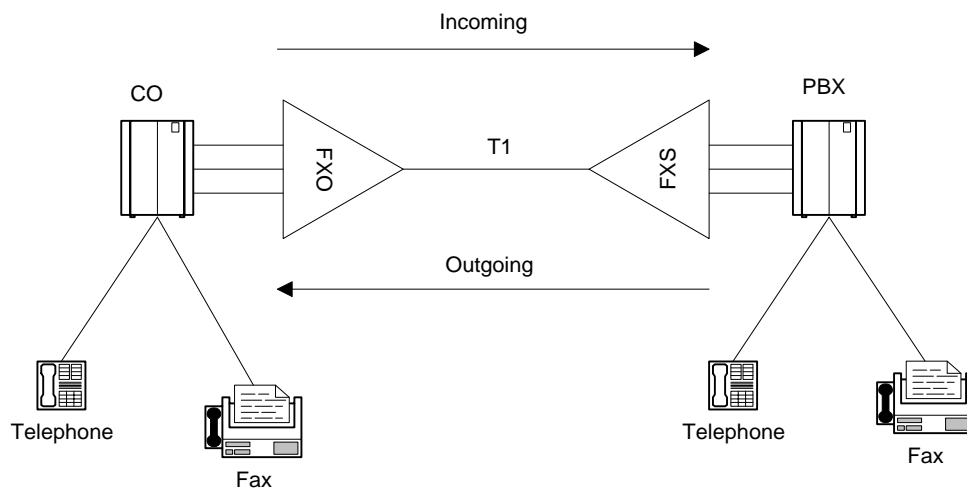 Incoming
CO
PBX
FXO
T1
FXS
Outgoing
Telephone
Fax
Telephone
Fax